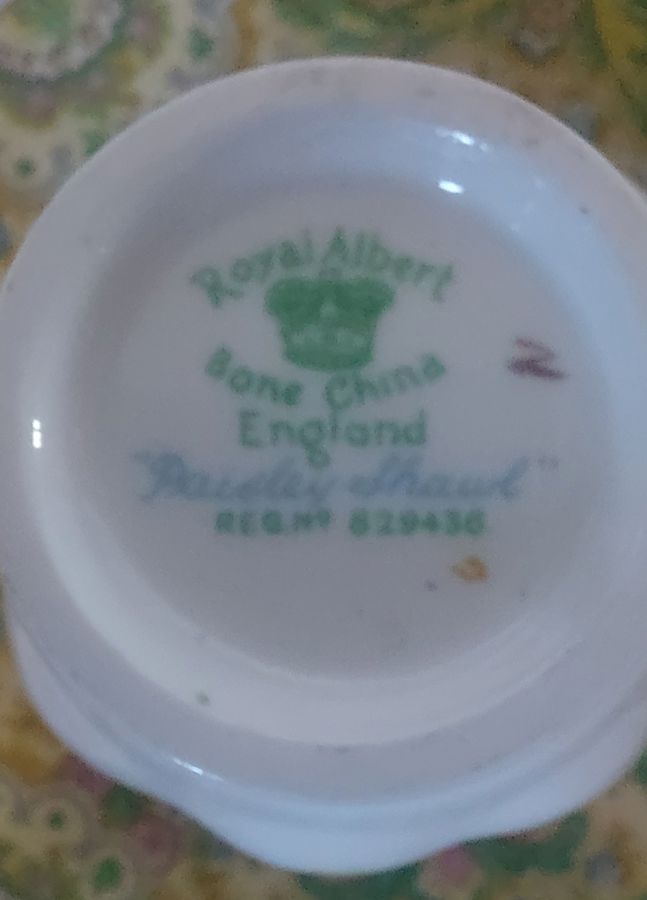 Royal Albert
Bone China
England
"Paisley Shawl"
REG. Nº 829436